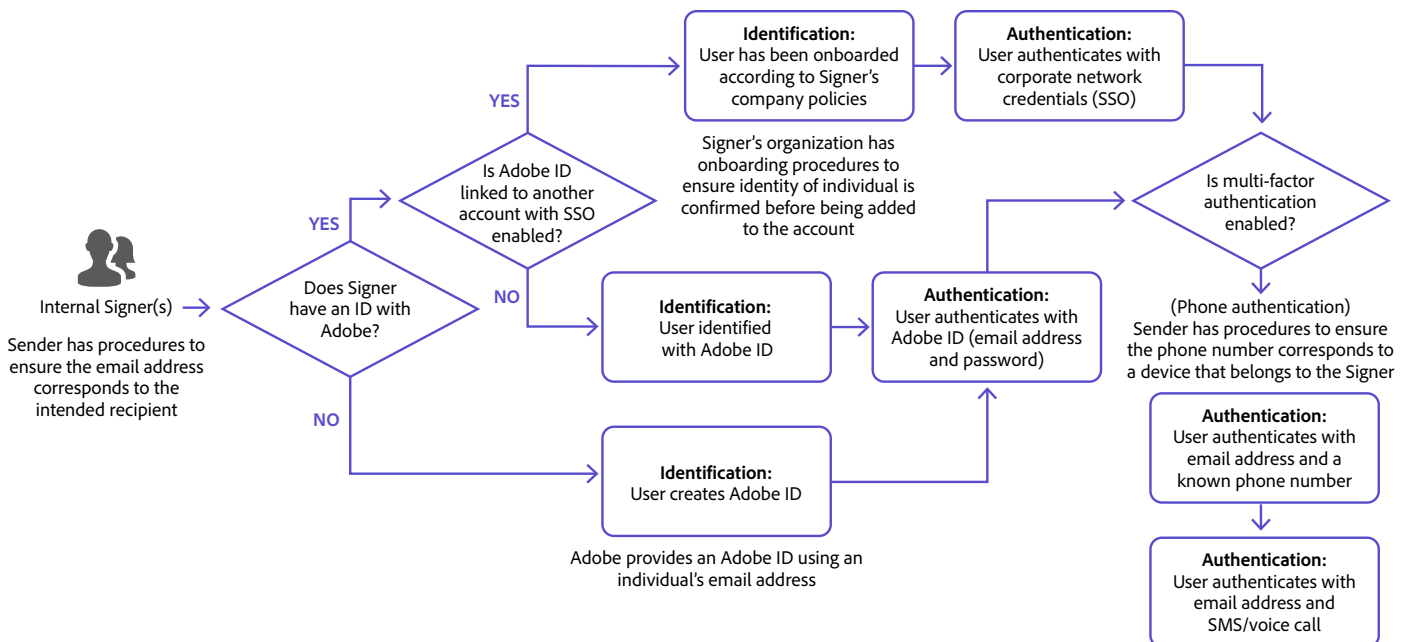 Internal Signer(s)
Sender has procedures to
ensure the email address
corresponds to the
intended recipient
Does Signer
have an ID with
Adobe?
YES
NO
Is Adobe ID
linked to another
account with SSO
enabled?
YES
NO
Identification:
User has been onboarded
according to Signer's
company policies
Signer's organization has
onboarding procedures to
ensure identity of individual is
confirmed before being added
to the account
Authentication:
User authenticates with
corporate network
credentials (SSO)
Identification:
User identified
with Adobe ID
Authentication:
User authenticates with
Adobe ID (email address
and password)
Identification:
User creates Adobe ID
Adobe provides an Adobe ID using an
individual's email address
Is multi-factor
authentication
enabled?
(Phone authentication)
Sender has procedures to ensure
the phone number corresponds to
a device that belongs to the Signer
Authentication:
User authenticates with
email address and a
known phone number
Authentication:
User authenticates with
email address and
SMS/voice call